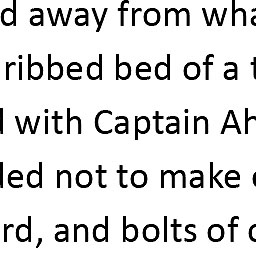 d away from wha
ribbed bed of a t
d with Captain Ah
led not to make
rd, and bolts of c